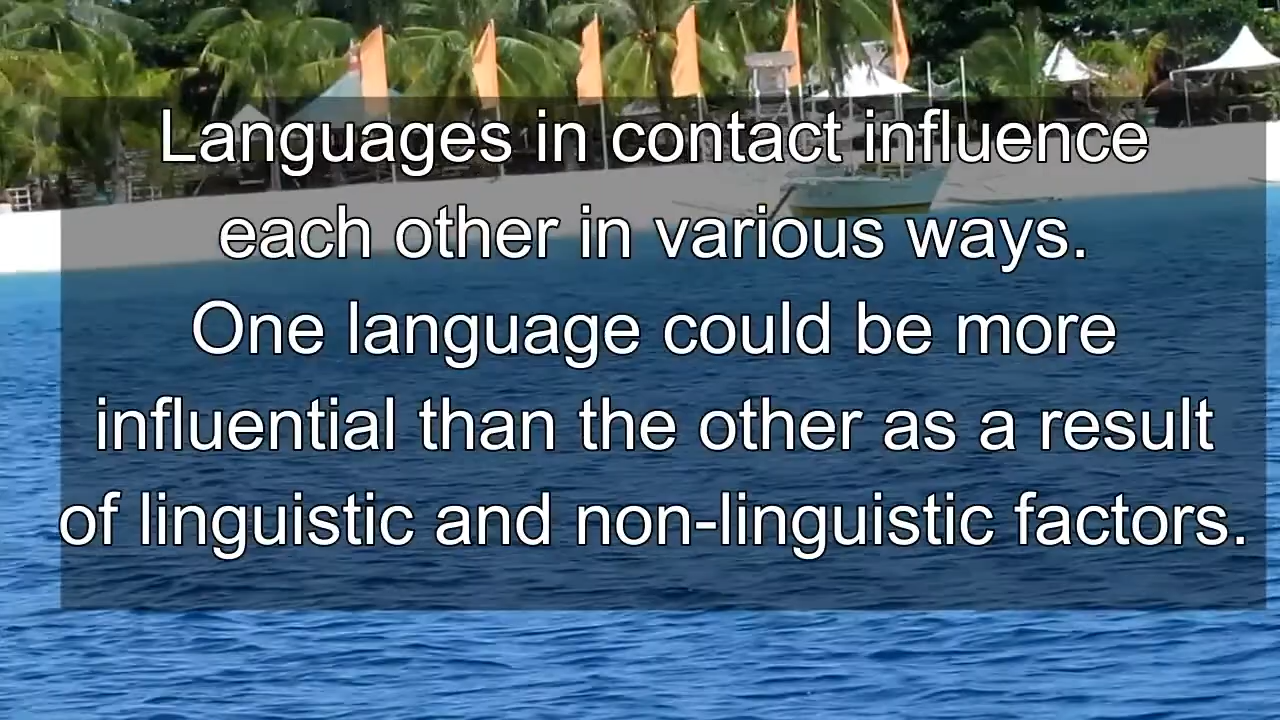 Languages in contact influence
each other in various ways.
One language could be more
influential than the other as a result
of linguistic and non-linguistic factors.